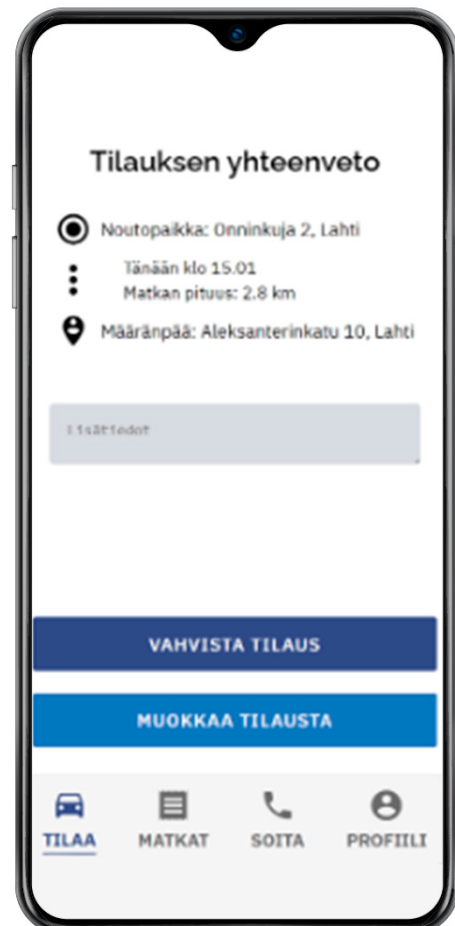 Tilauksen yhteenveto
Noutopaikka: Onninkuja 2, Lahti
Tänään klo 15.01
Matkan pituus: 2.8 km
Määränpää: Aleksanterinkatu 10, Lahti
Lisätiedot
VAHVISTA TILAUS
MUOKKAA TILAUSTA
TILAA MATKAT SOITA PROFIILI